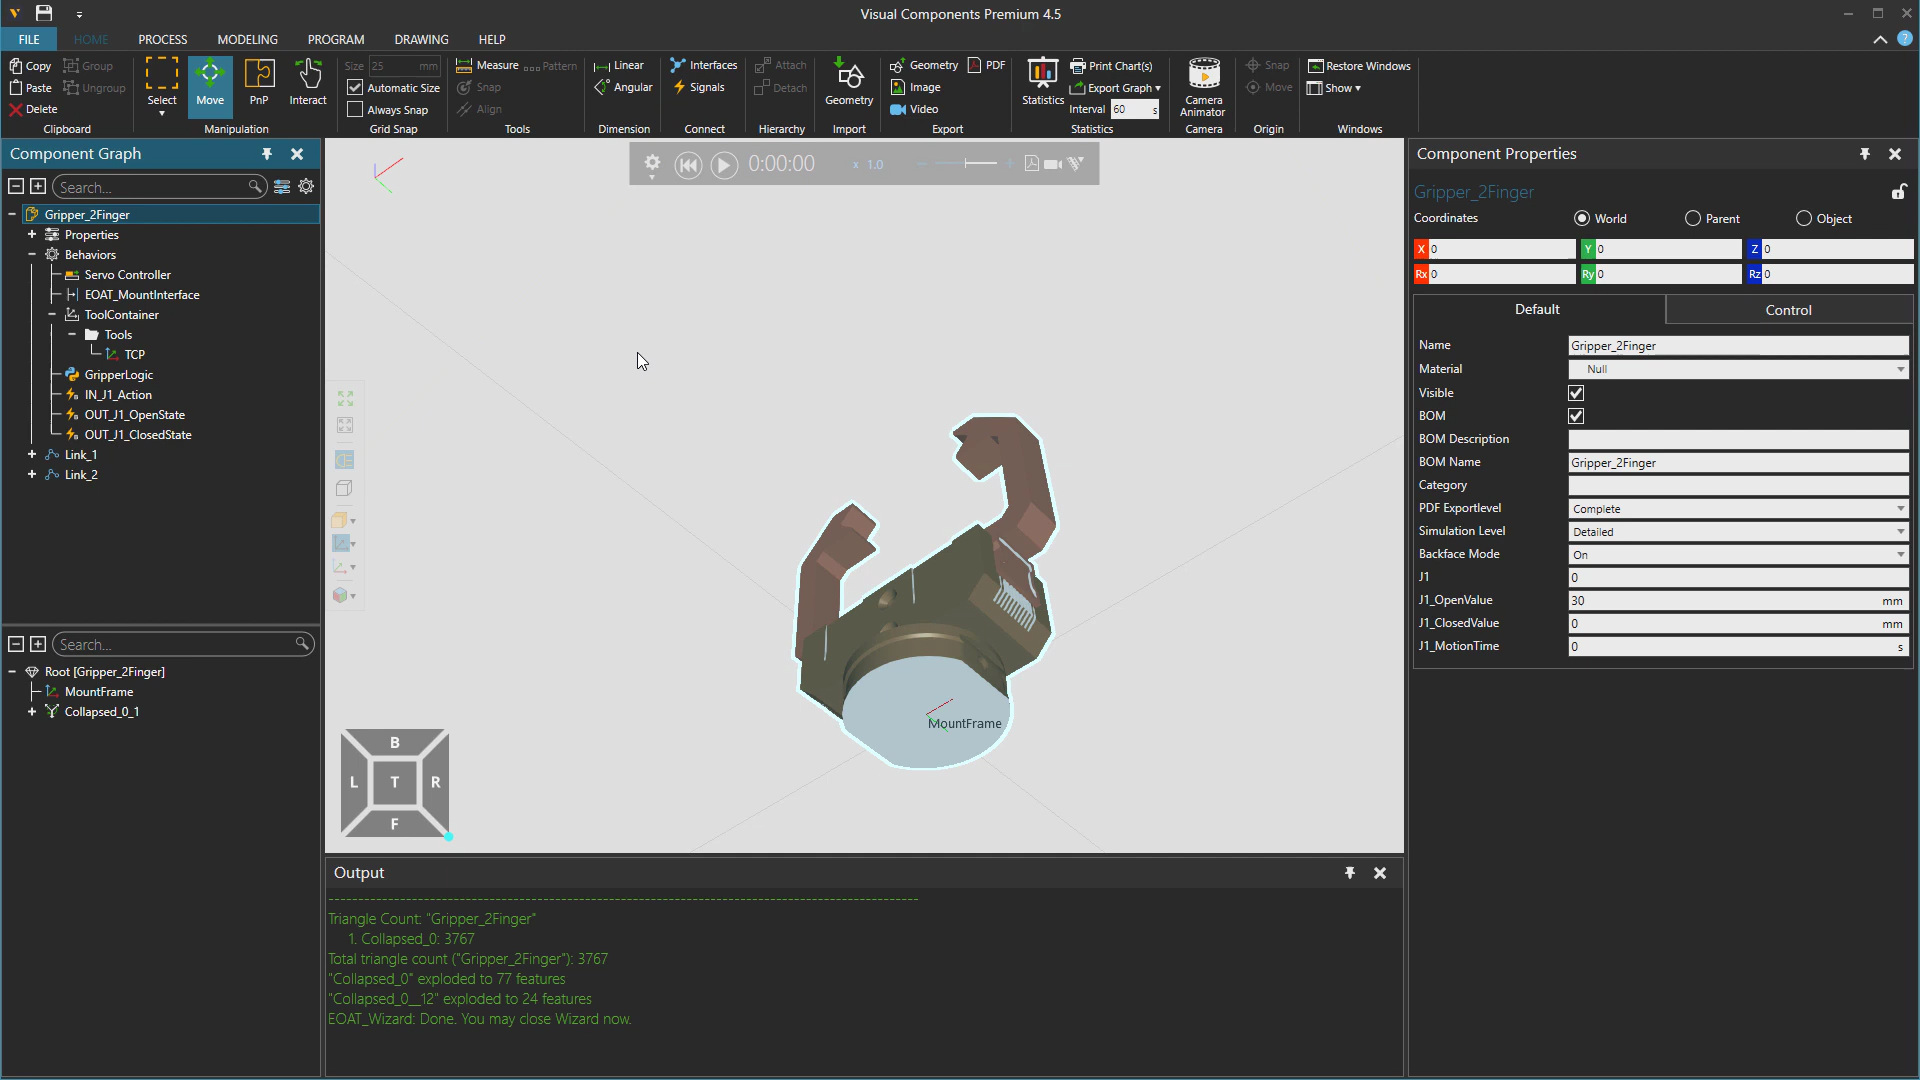 Visual Components Premium 4.5
FILE
HOME
PROCESS
MODELING
PROGRAM
DRAWING
HELP
Copy
Paste
Delete
Group
Ungroup
Clipboard
Select
Move
PnP
Interact
Manipulation
Size
25
mm
Automatic Size
Always Snap
Grid Snap
Measure
Pattern
Snap
Align
Tools
Linear
Angular
Dimension
Interfaces
Signals
Connect
Attach
Detach
Hierarchy
Geometry
Import
Geometry
PDF
Image
Video
Export
Statistics
Print Chart(s)
Export Graph
Interval
60
s
Statistics
Camera Animator
Camera
Snap
Move
Origin
Restore Windows
Show
Windows
Component Graph
Search...
Gripper_2Finger
Properties
Behaviors
Servo Controller
EOAT_MountInterface
ToolContainer
Tools
TCP
GripperLogic
IN_J1_Action
OUT_J1_OpenState
OUT_J1_ClosedState
Link_1
Link_2
Search...
Root [Gripper_2Finger]
MountFrame
Collapsed_0_1
0:00:00
x 1.0
MountFrame
B
L
T
R
F
Output
Triangle Count: "Gripper_2Finger"
1. Collapsed_0: 3767
Total triangle count ("Gripper_2Finger"): 3767
"Collapsed_0" exploded to 77 features
"Collapsed_0__12" exploded to 24 features
EOAT_Wizard: Done. You may close Wizard now.
Component Properties
Gripper_2Finger
Coordinates
World
Parent
Object
X 0
Y 0
Z 0
Rx 0
Ry 0
Rz 0
Default
Control
Name Gripper_2Finger
Material Null
Visible
BOM
BOM Description
BOM Name Gripper_2Finger
Category
PDF Exportlevel Complete
Simulation Level Detailed
Backface Mode On
J1 0
J1_OpenValue 30 mm
J1_ClosedValue 0 mm
J1_MotionTime 0 s